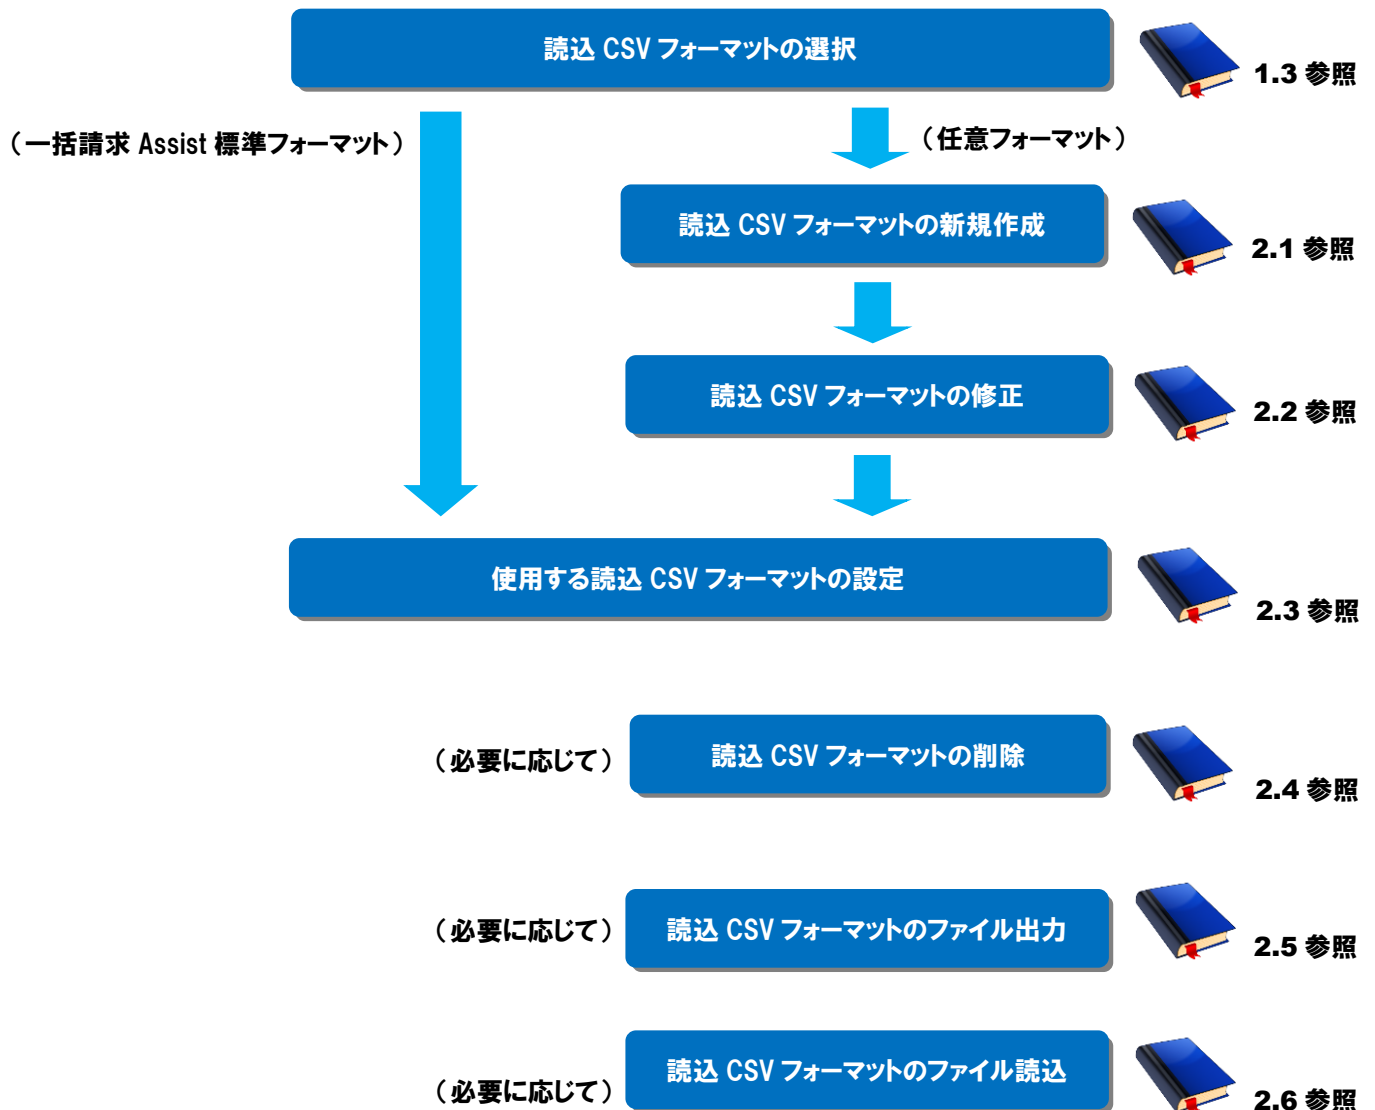 読込 CSV フォーマットの選択
1.3 参照
（一括請求 Assist 標準フォーマット）
（任意フォーマット）
読込 CSV フォーマットの新規作成
2.1 参照
読込 CSV フォーマットの修正
2.2 参照
使用する読込 CSV フォーマットの設定
2.3 参照
（必要に応じて）
読込 CSV フォーマットの削除
2.4 参照
（必要に応じて）
読込 CSV フォーマットのファイル出力
2.5 参照
（必要に応じて）
読込 CSV フォーマットのファイル読込
2.6 参照